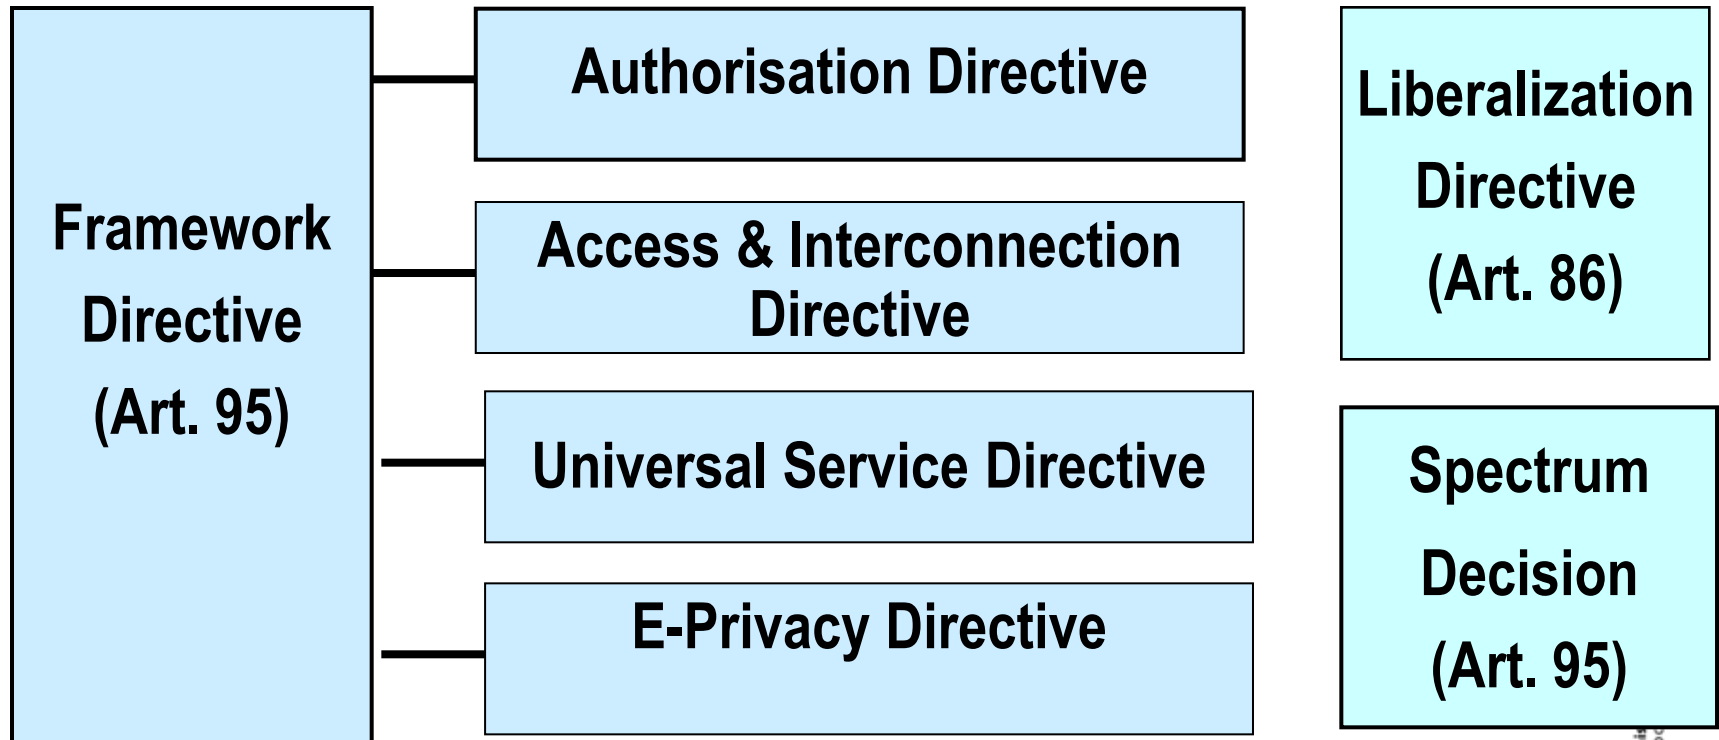 Framework
Directive
(Art. 95)
Authorisation Directive
Access & Interconnection
Directive
Universal Service Directive
E-Privacy Directive
Liberalization
Directive
(Art. 86)
Spectrum
Decision
(Art. 95)